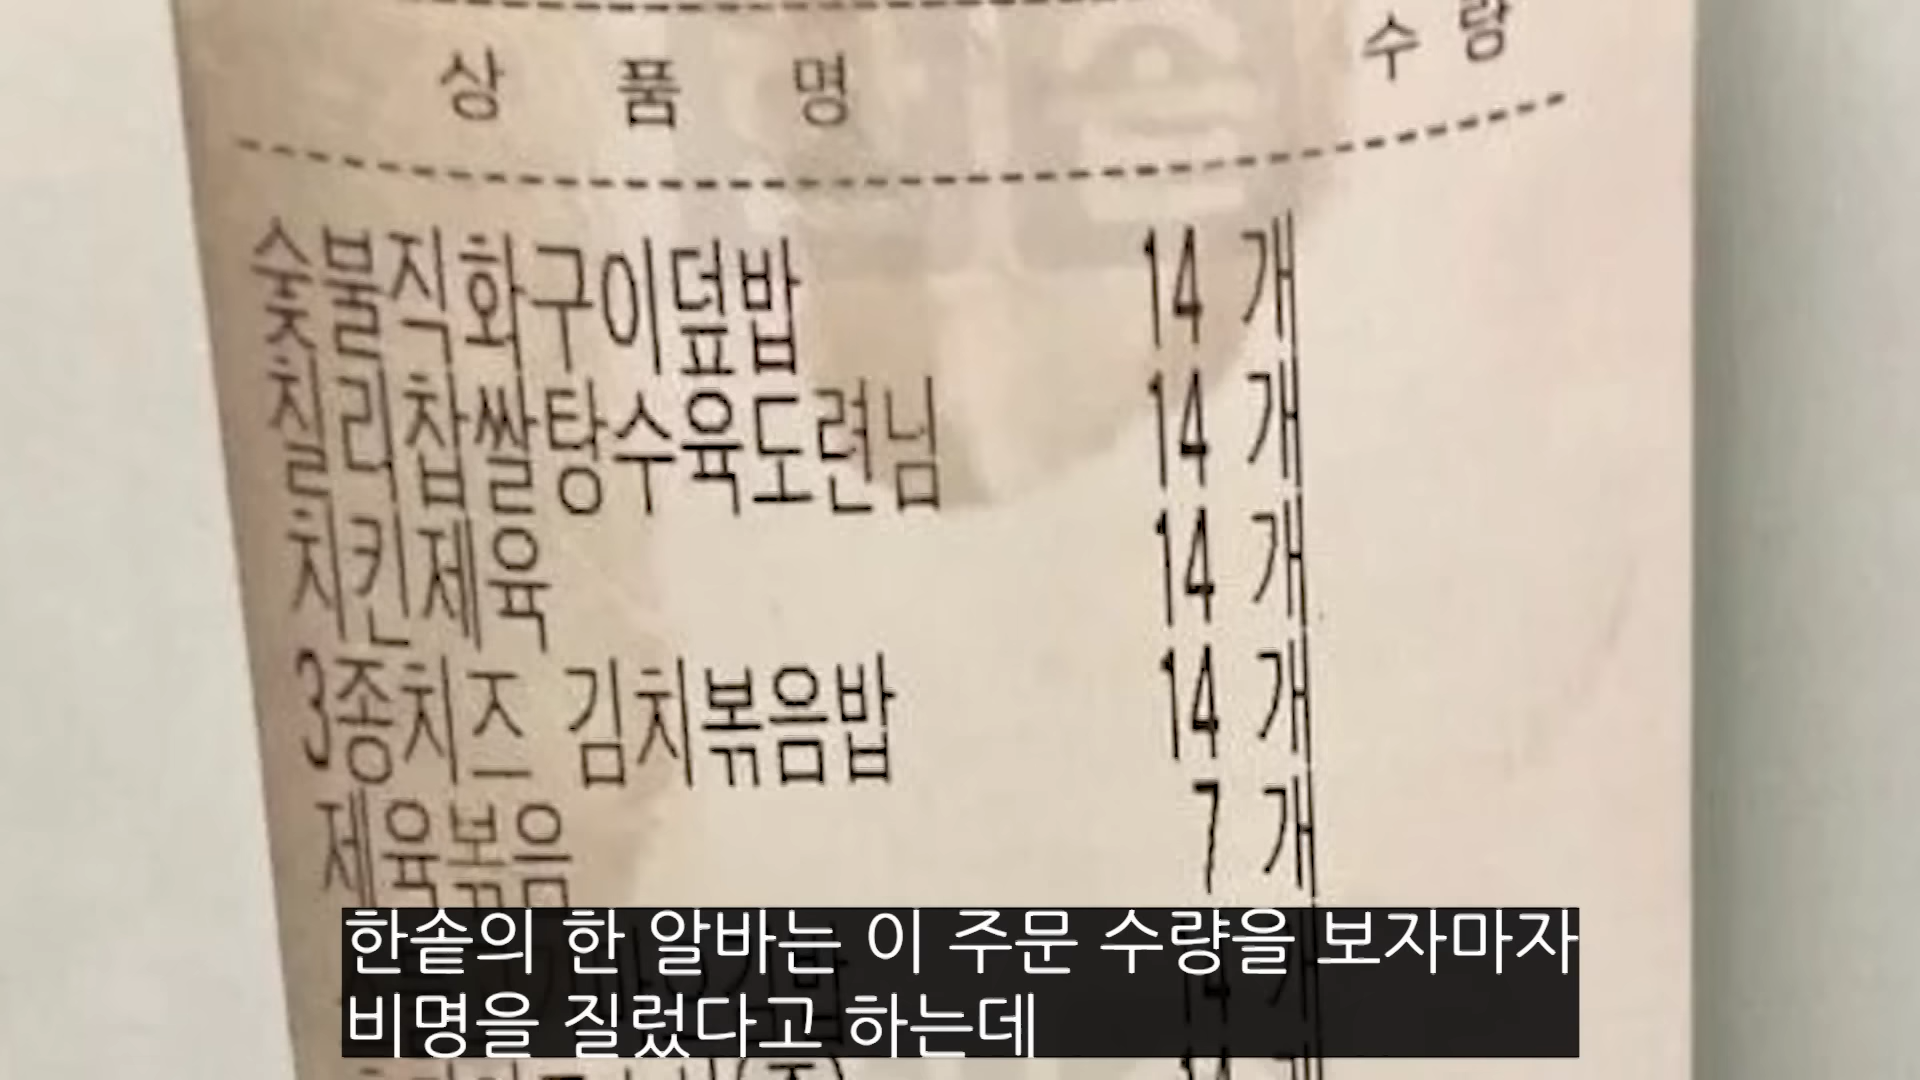 상 품 명 수 량
숯불직화구이덮밥 14 개
칠리찹쌀탕수육도련님 14 개
치킨제육 14 개
3종치즈 김치볶음밥 14 개
제육볶음 7 개
한솥의 한 알바는 이 주문 수량을 보자마자
비명을 질렀다고 하는데